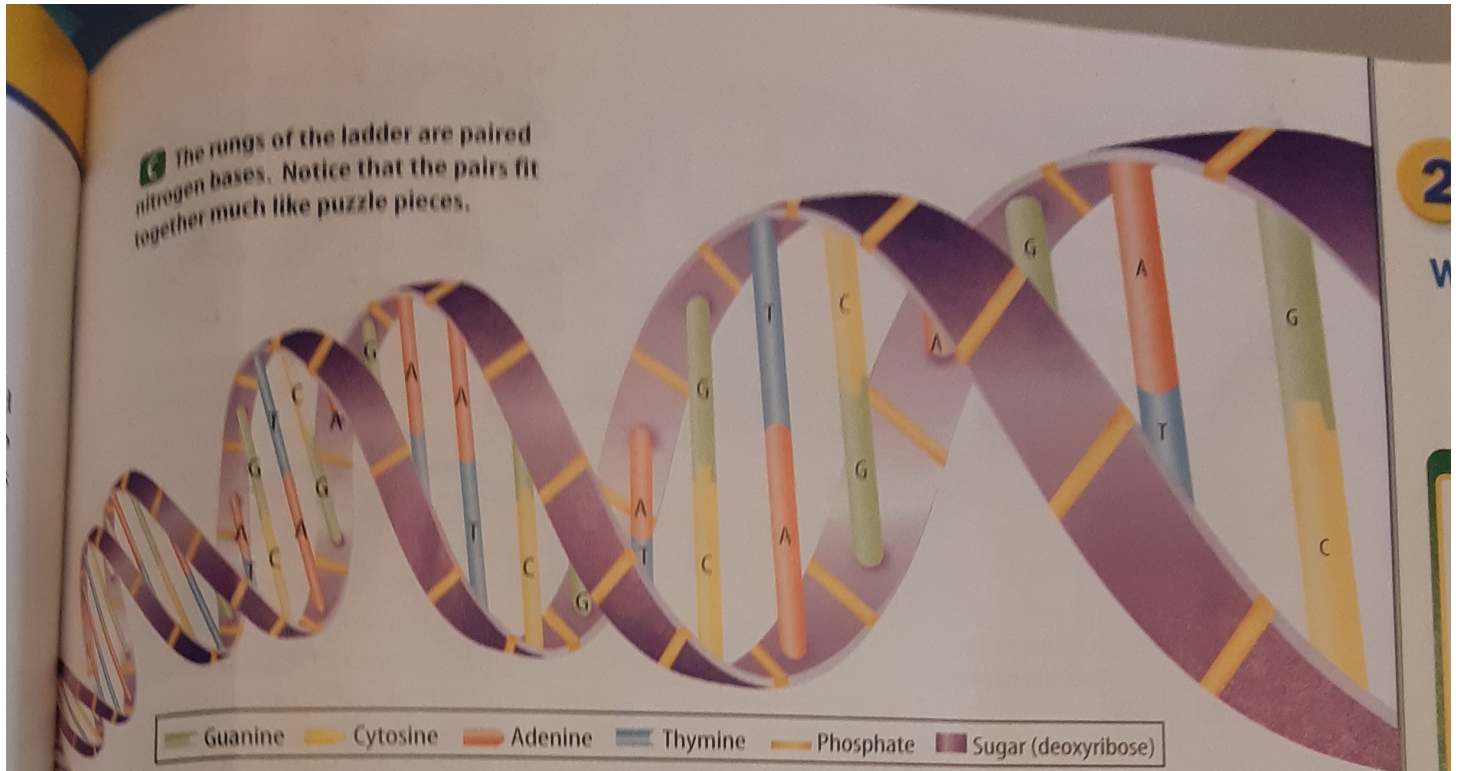 C The rungs of the ladder are paired
nitrogen bases. Notice that the pairs fit
together much like puzzle pieces.
G
A
G
T
C
A
T
C
G
A
G
T
C
G
A
C
A
G
A
T
C
G
A
A
T
C
G
T
C
A
G
A
G
C
A
Guanine Cytosine Adenine Thymine Phosphate Sugar (deoxyribose)
2
W